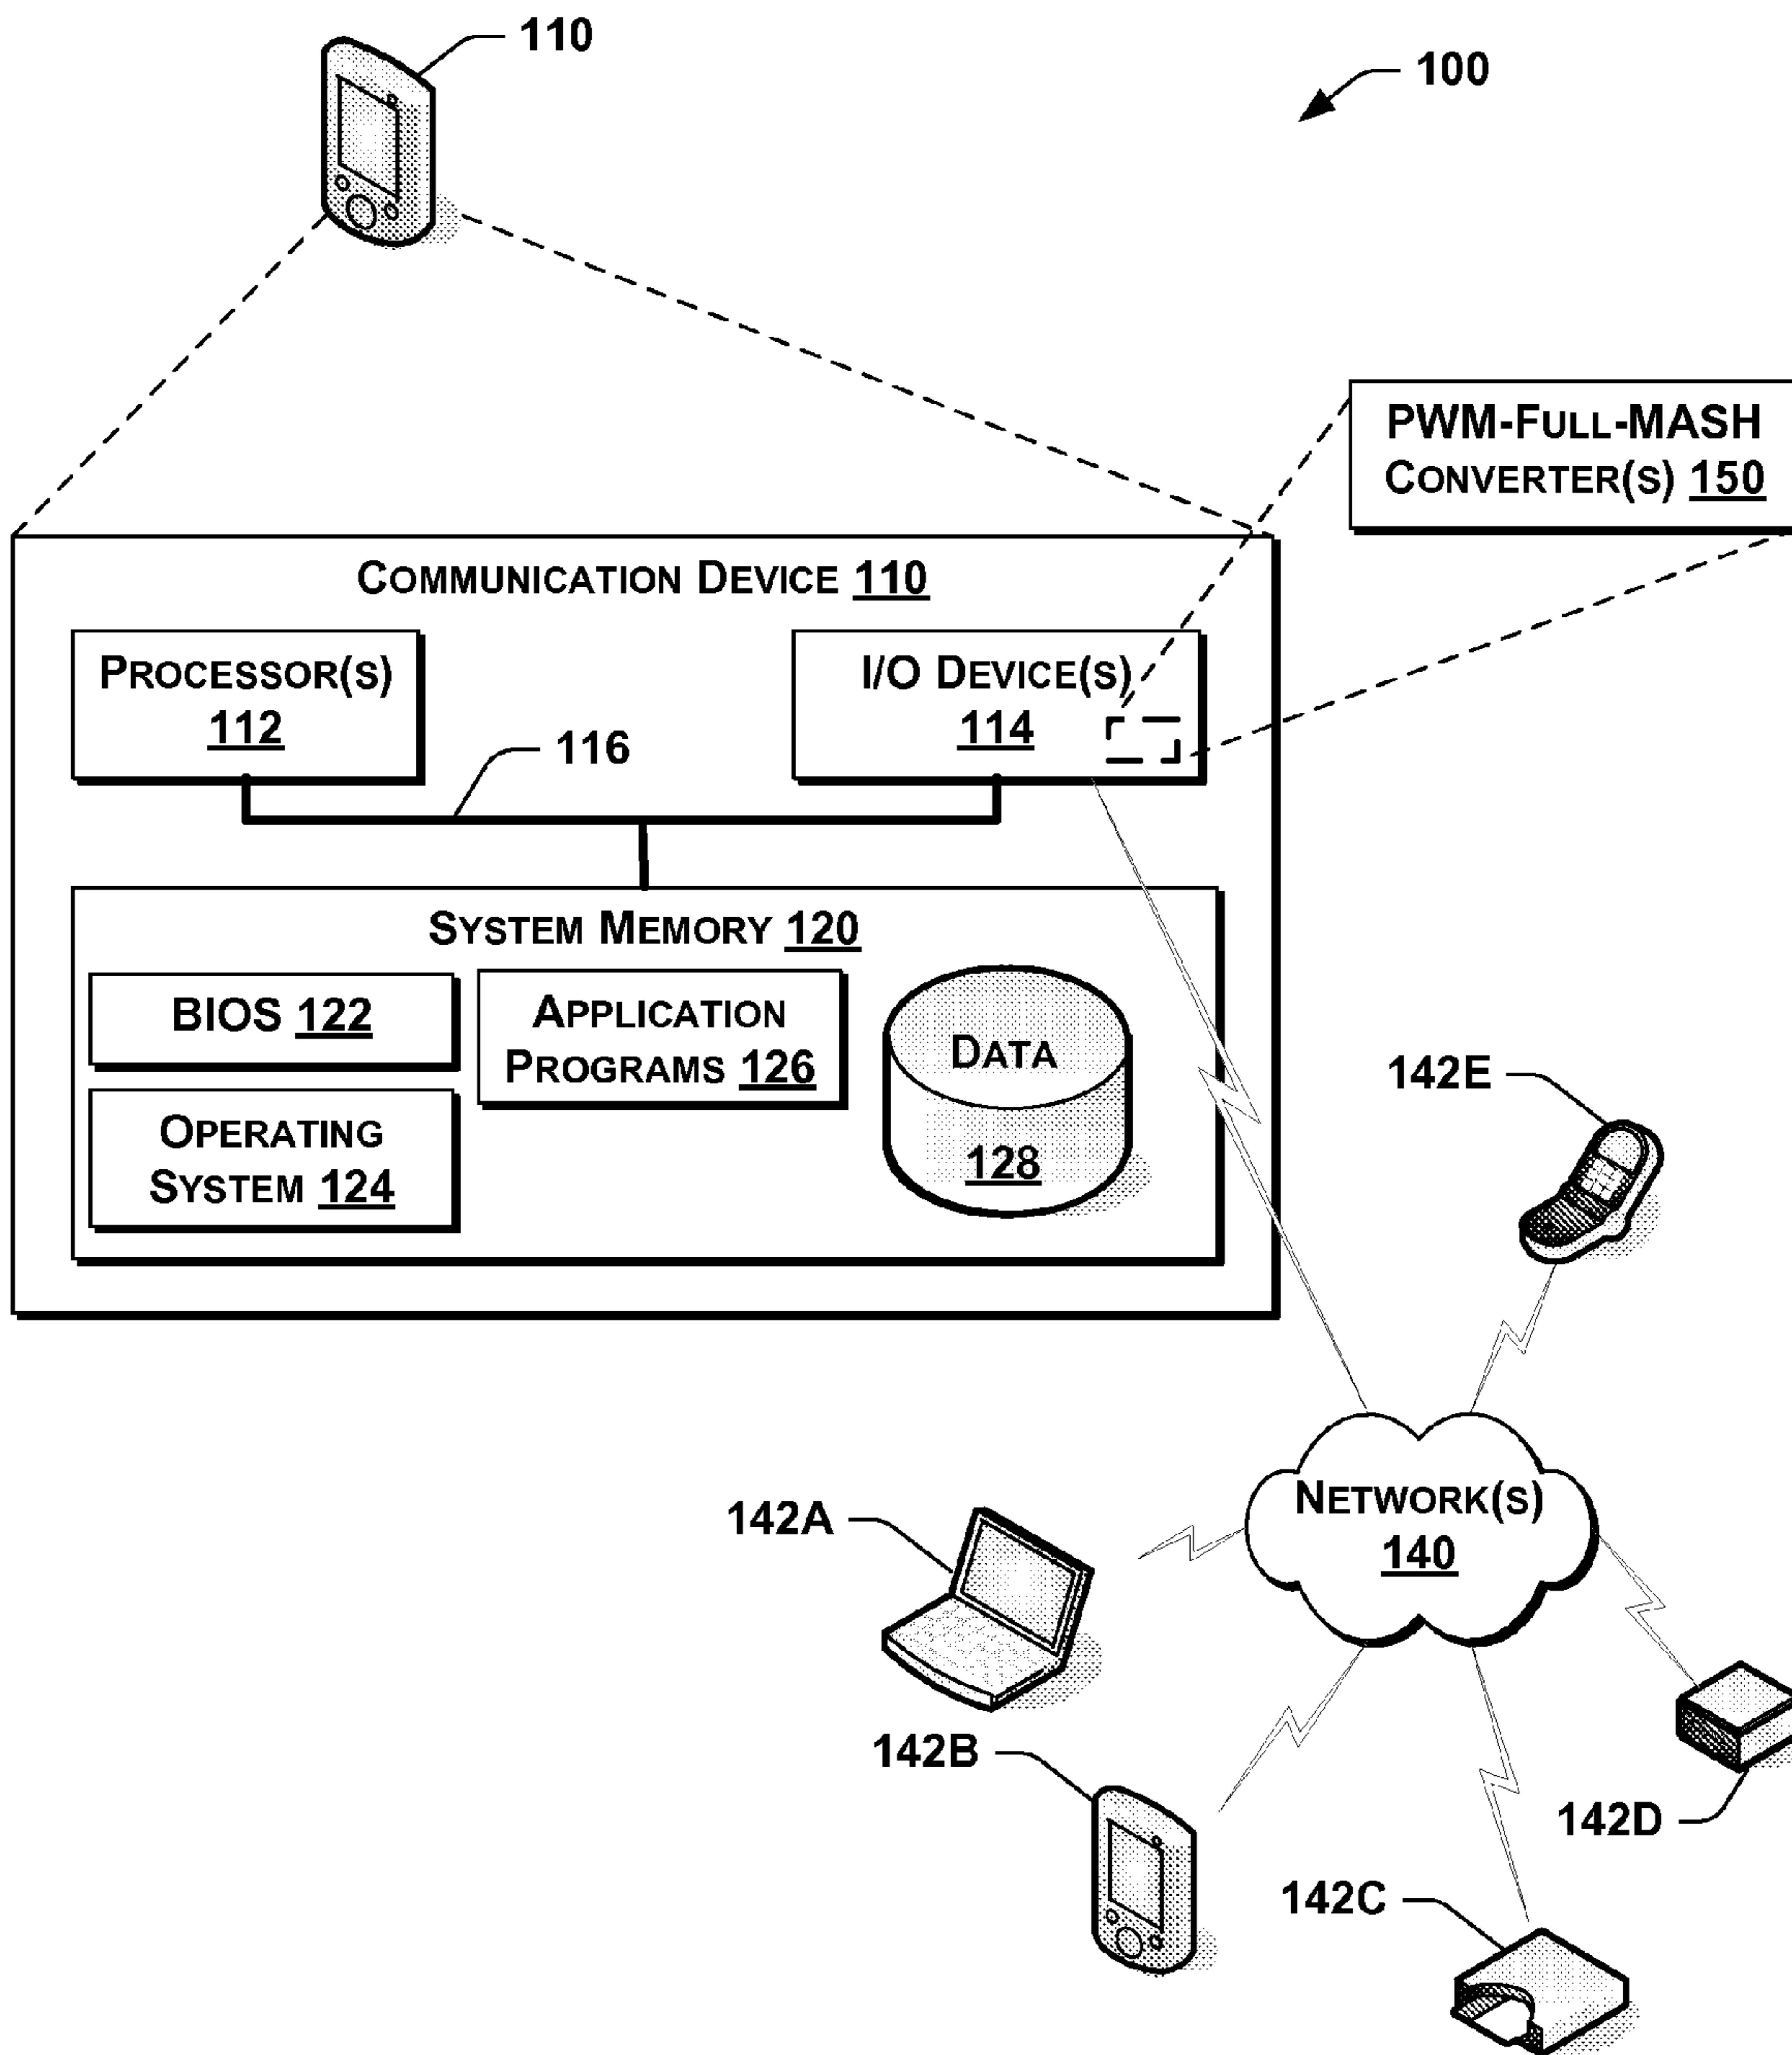 110
100
PWM-FULL-MASH
CONVERTER(S) 150
COMMUNICATION DEVICE 110
PROCESSOR(S)
112
I/O DEVICE(S)
114
116
SYSTEM MEMORY 120
BIOS 122
APPLICATION
PROGRAMS 126
DATA
128
OPERATING
SYSTEM 124
142E
NETWORK(S)
140
142A
142B
142D
142C